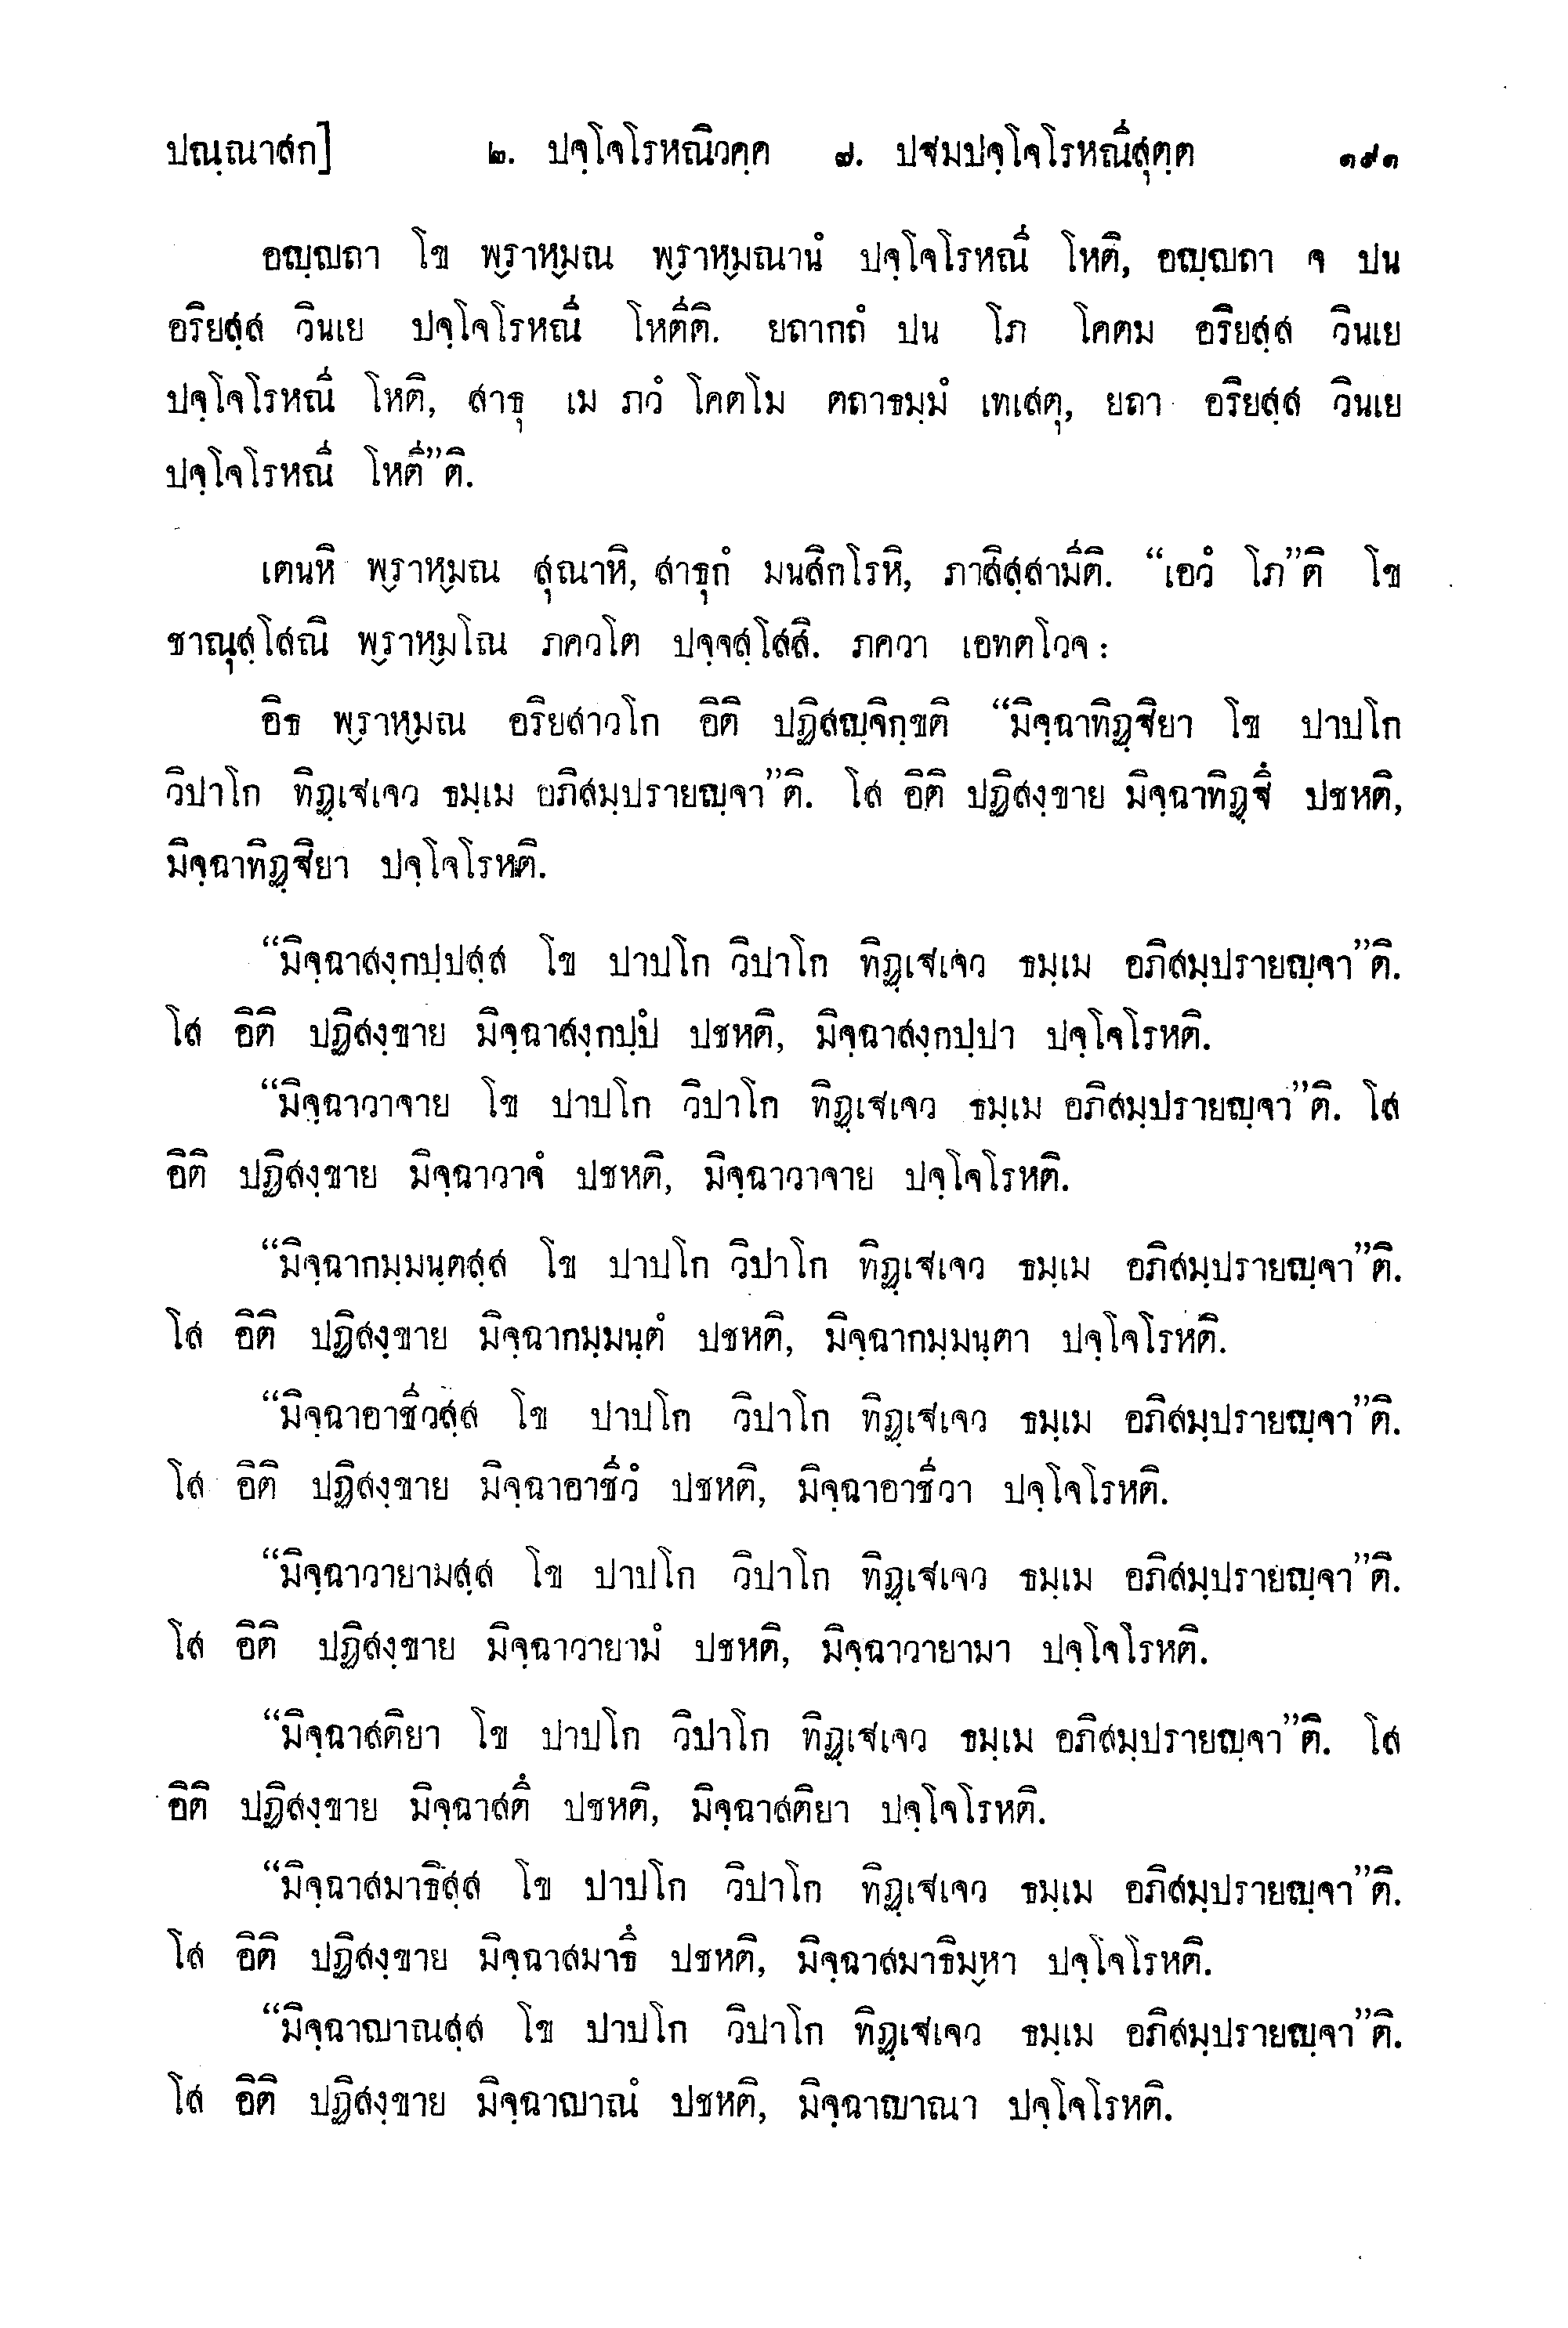 ปณฺณาสก] ๒. ปจฺโจโรหณิวคฺค ๗. ปฐมปจฺโจโรหณีสุตฺต ๑๙๑
อญฺญถา โข พฺราหฺมณ พฺราหฺมณานํ ปจฺโจโรหณี โหติ, อญฺญถา จ ปน
อริยสฺส วินเย ปจฺโจโรหณี โหตีติ. ยถากถํ ปน โภ โคตม อริยสฺส วินเย
ปจฺโจโรหณี โหติ, สาธุ เม ภวํ โคตโม ตถาธมฺมํ เทเสตุ, ยถา อริยสฺส วินเย
ปจฺโจโรหณี โหตี”ติ.
เตนหิ พฺราหฺมณ สุณาหิ, สาธุกํ มนสิกโรหิ, ภาสิสฺสามีติ. “เอวํ โภ”ติ โข
ชาณุสฺโสณิ พฺราหฺมโณ ภควโต ปจฺจสฺโสสิ. ภควา เอทตโวจ :
อิธ พฺราหฺมณ อริยสาวโก อิติ ปฏิสญฺจิกฺขติ “มิจฺฉาทิฏฺฐิยา โข ปาปโก
วิปาโก ทิฏฺเฐเจว ธมฺเม อภิสมฺปรายญฺจา”ติ. โส อิติ ปฏิสงฺขาย มิจฺฉาทิฏฺฐึ ปชหติ,
มิจฺฉาทิฏฺฐิยา ปจฺโจโรหติ.
“มิจฺฉาสงฺกปฺปสฺส โข ปาปโก วิปาโก ทิฏฺเฐเจว ธมฺเม อภิสมฺปรายญฺจา”ติ.
โส อิติ ปฏิสงฺขาย มิจฺฉาสงฺกปฺปํ ปชหติ, มิจฺฉาสงฺกปฺปา ปจฺโจโรหติ.
“มิจฺฉาวาจาย โข ปาปโก วิปาโก ทิฏฺเฐเจว ธมฺเม อภิสมฺปรายญฺจา”ติ. โส
อิติ ปฏิสงฺขาย มิจฺฉาวาจํ ปชหติ, มิจฺฉาวาจาย ปจฺโจโรหติ.
“มิจฺฉากมฺมนฺตสฺส โข ปาปโก วิปาโก ทิฏฺเฐเจว ธมฺเม อภิสมฺปรายญฺจา”ติ.
โส อิติ ปฏิสงฺขาย มิจฺฉากมฺมนฺตํ ปชหติ, มิจฺฉากมฺมนฺตา ปจฺโจโรหติ.
“มิจฺฉาอาชีวสฺส โข ปาปโก วิปาโก ทิฏฺเฐเจว ธมฺเม อภิสมฺปรายญฺจา”ติ.
โส อิติ ปฏิสงฺขาย มิจฺฉาอาชีวํ ปชหติ, มิจฺฉาอาชีวา ปจฺโจโรหติ.
“มิจฺฉาวายามสฺส โข ปาปโก วิปาโก ทิฏฺเฐเจว ธมฺเม อภิสมฺปรายญฺจา”ติ.
โส อิติ ปฏิสงฺขาย มิจฺฉาวายามํ ปชหติ, มิจฺฉาวายามา ปจฺโจโรหติ.
“มิจฺฉาสติยา โข ปาปโก วิปาโก ทิฏฺเฐเจว ธมฺเม อภิสมฺปรายญฺจา”ติ. โส
อิติ ปฏิสงฺขาย มิจฺฉาสตึ ปชหติ, มิจฺฉาสติยา ปจฺโจโรหติ.
“มิจฺฉาสมาธิสฺส โข ปาปโก วิปาโก ทิฏฺเฐเจว ธมฺเม อภิสมฺปรายญฺจา”ติ.
โส อิติ ปฏิสงฺขาย มิจฺฉาสมาธึ ปชหติ, มิจฺฉาสมาธิมฺหา ปจฺโจโรหติ.
“มิจฺฉาญาณสฺส โข ปาปโก วิปาโก ทิฏฺเฐเจว ธมฺเม อภิสมฺปรายญฺจา”ติ.
โส อิติ ปฏิสงฺขาย มิจฺฉาญาณํ ปชหติ, มิจฺฉาญาณา ปจฺโจโรหติ.